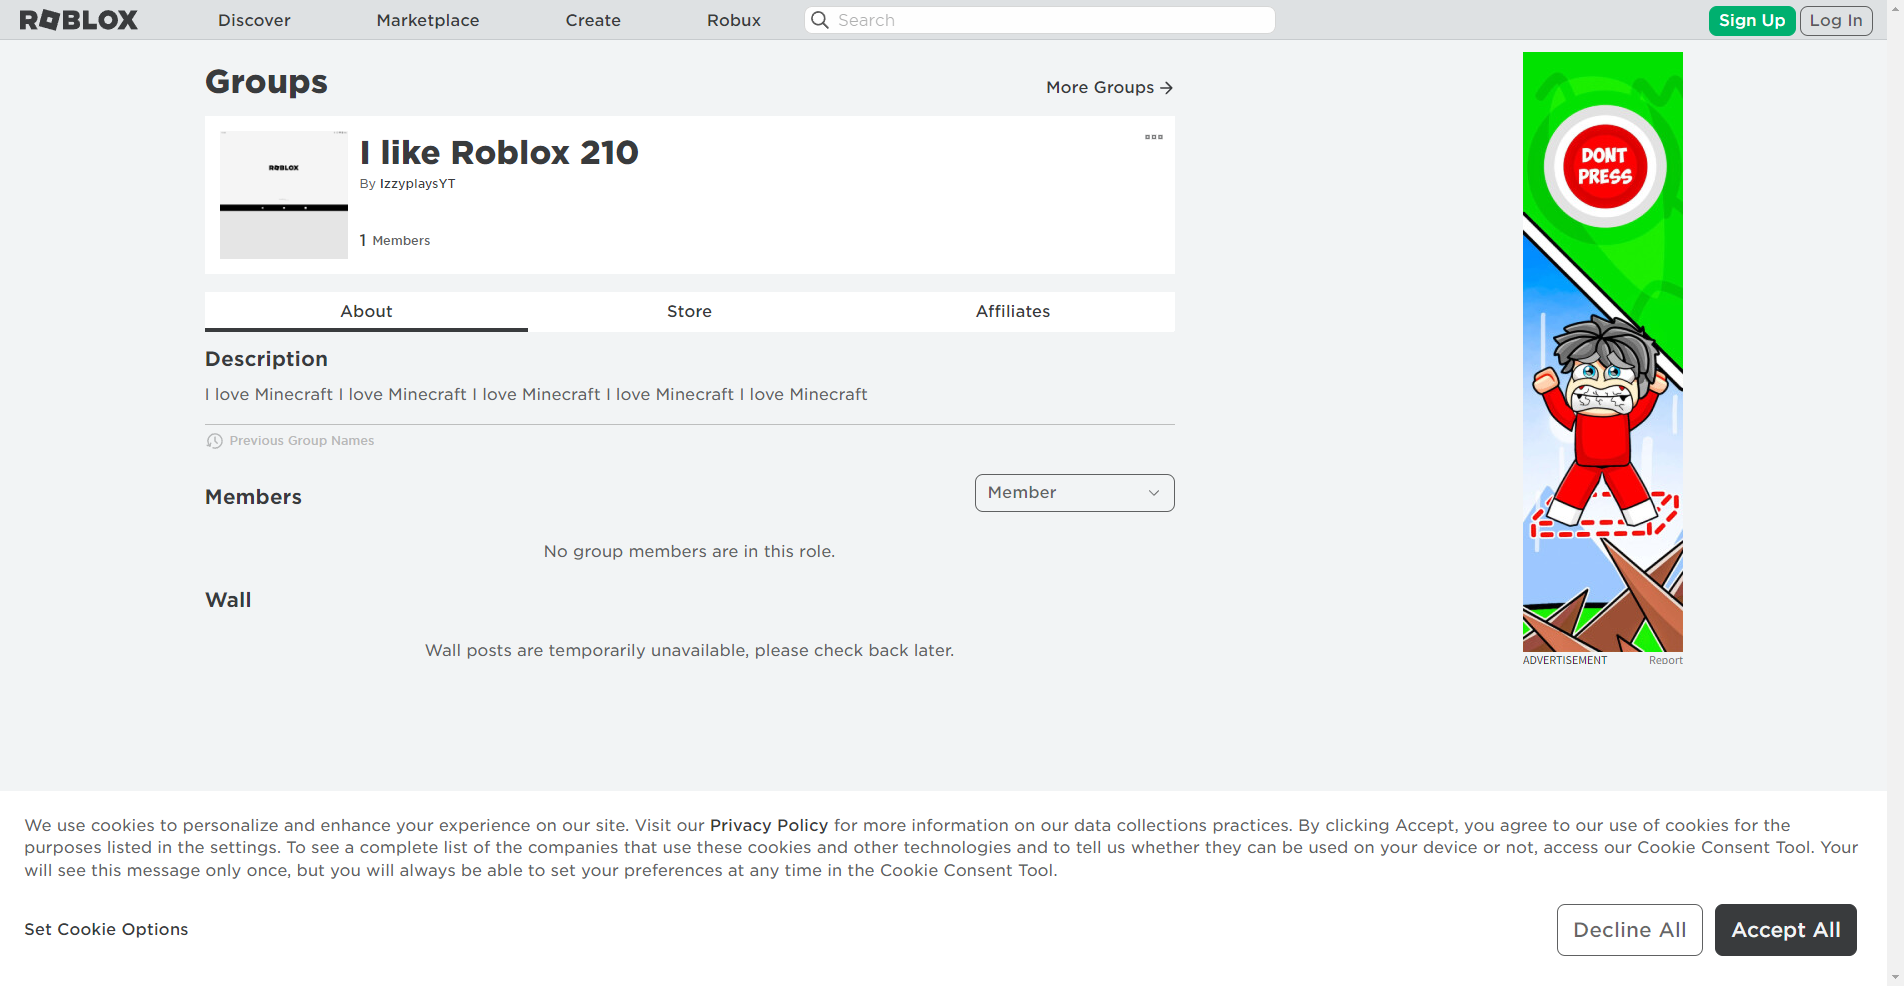 ROBLOX
Discover
Marketplace
Create
Robux
Search
Sign Up
Log In
Groups
More Groups
ROBLOX
I like Roblox 210
By IzzyplaysYT
1 Members
About
Store
Affiliates
Description
I love Minecraft I love Minecraft I love Minecraft I love Minecraft I love Minecraft
Previous Group Names
Members
Member
No group members are in this role.
Wall
Wall posts are temporarily unavailable, please check back later.
DONT
PRESS
ADVERTISEMENT
Report
We use cookies to personalize and enhance your experience on our site. Visit our Privacy Policy for more information on our data collections practices. By clicking Accept, you agree to our use of cookies for the
purposes listed in the settings. To see a complete list of the companies that use these cookies and other technologies and to tell us whether they can be used on your device or not, access our Cookie Consent Tool. Your
will see this message only once, but you will always be able to set your preferences at any time in the Cookie Consent Tool.
Set Cookie Options
Decline All
Accept All